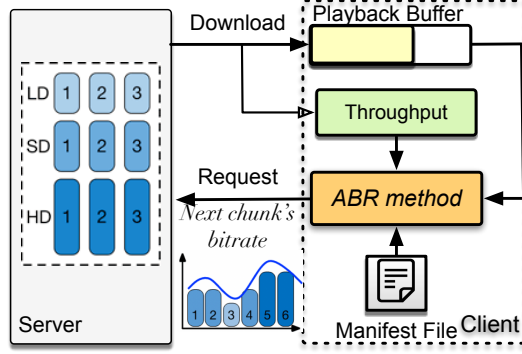 Download
Playback Buffer
LD 1 2 3
SD 1 2 3
HD 1 2 3
Throughput
Request
ABR method
Next chunk's
bitrate
1 2 3 4 5 6
Server
Manifest File
Client